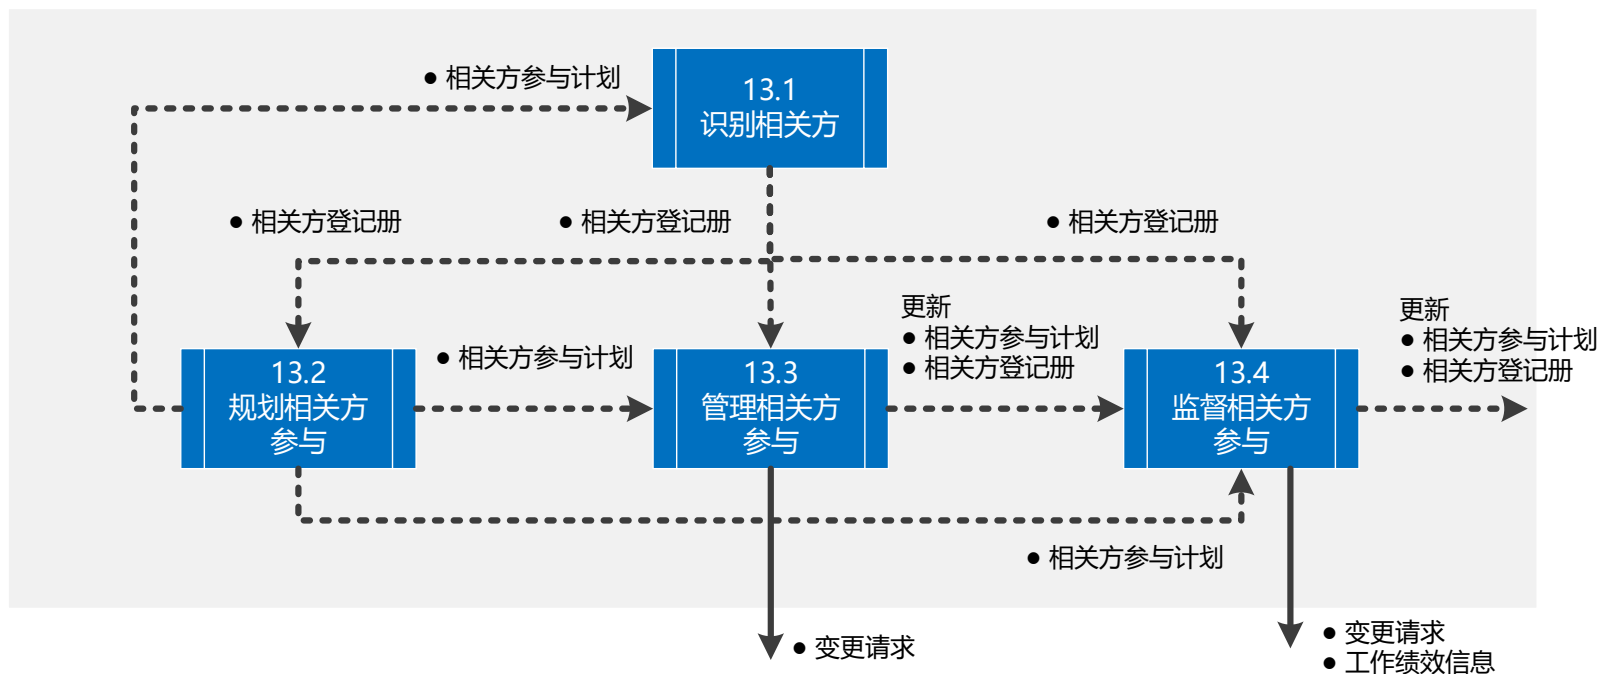 ● 相关方参与计划
13.1
识别相关方
● 相关方登记册
● 相关方登记册
● 相关方登记册
更新
● 相关方参与计划
● 相关方登记册
更新
● 相关方参与计划
● 相关方登记册
13.2
规划相关方
参与
● 相关方参与计划
13.3
管理相关方
参与
13.4
监督相关方
参与
● 相关方参与计划
● 变更请求
● 变更请求
● 工作绩效信息